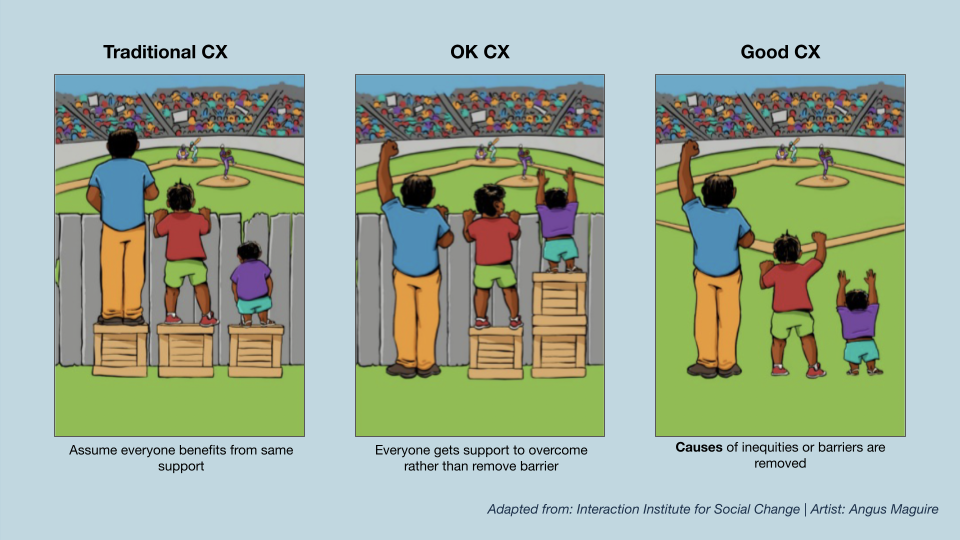 Traditional CX
OK CX
Good CX
Assume everyone benefits from same
support
Everyone gets support to overcome
rather than remove barrier
Causes of inequities or barriers are
removed
Adapted from: Interaction Institute for Social Change | Artist: Angus Maguire